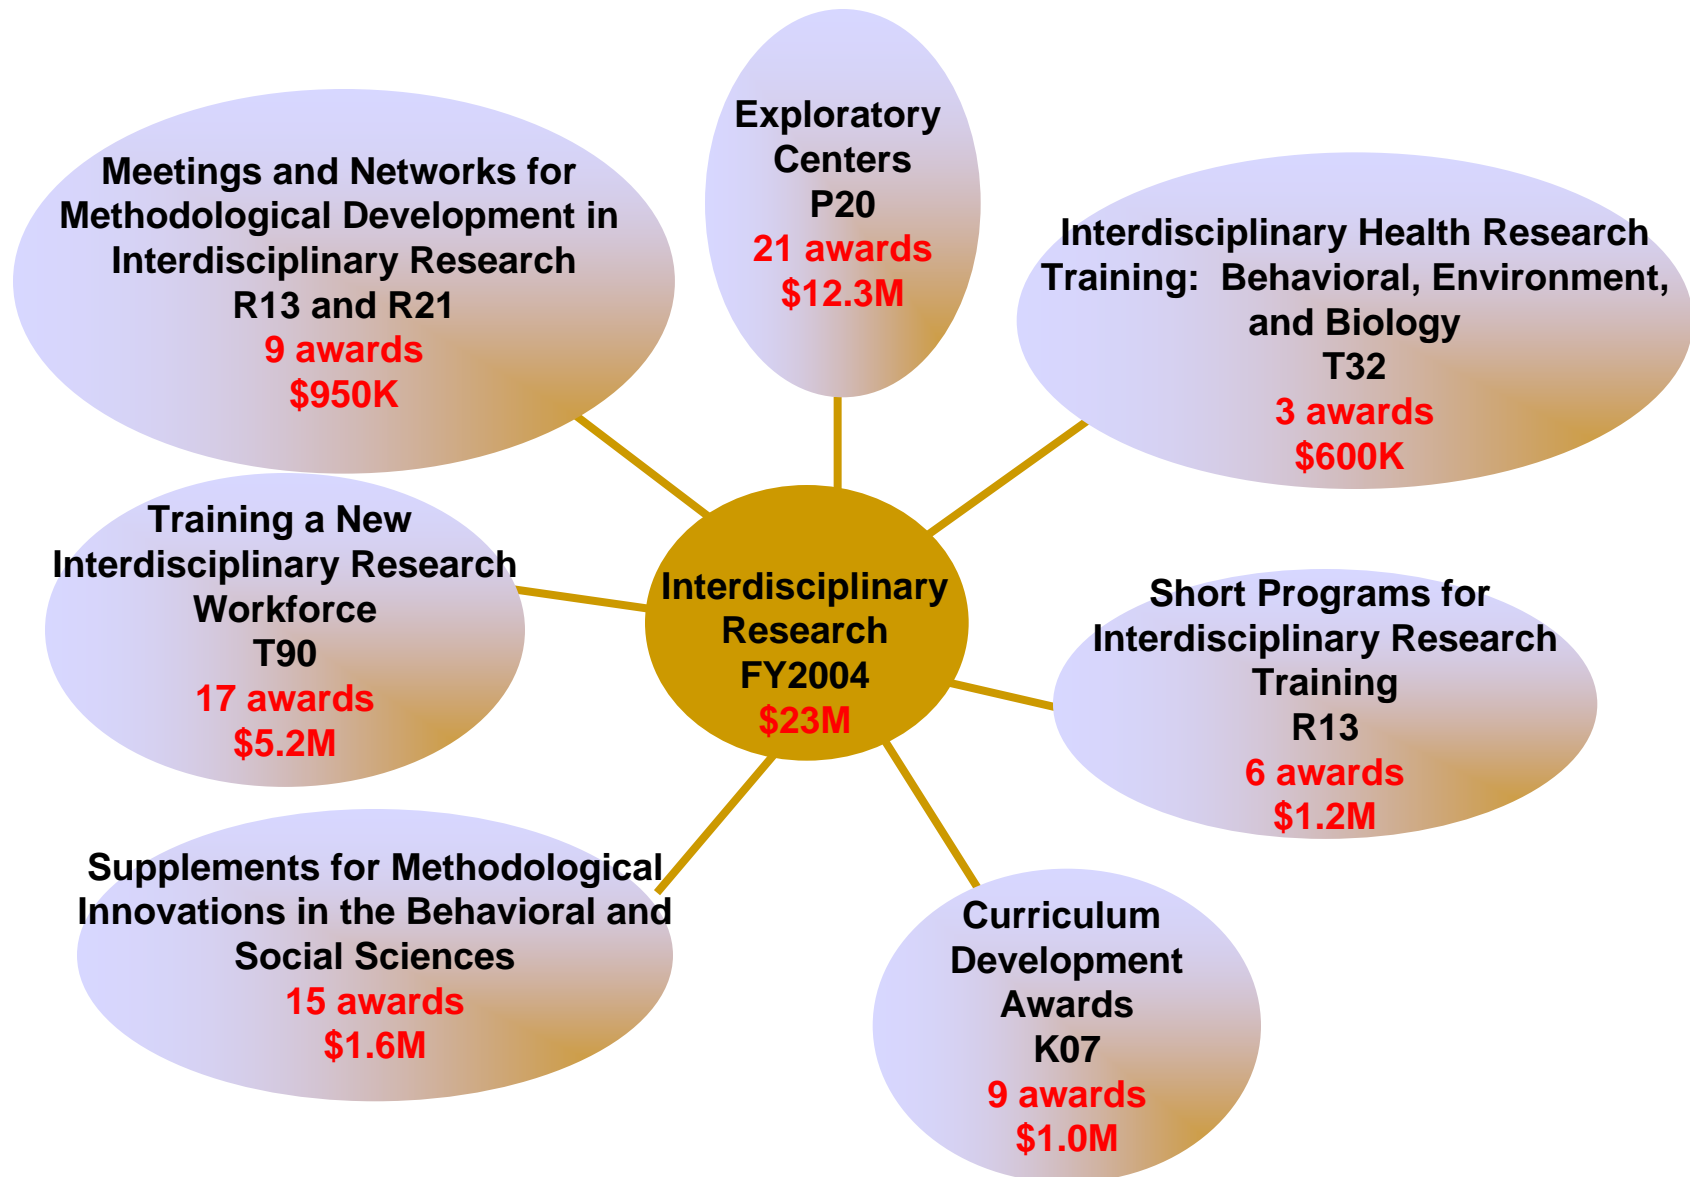 Exploratory
Centers
P20
21 awards
$12.3M
Meetings and Networks for
Methodological Development in
Interdisciplinary Research
R13 and R21
9 awards
$950K
Interdisciplinary Health Research
Training:  Behavioral, Environment,
and Biology
T32
3 awards
$600K
Training a New
Interdisciplinary Research
Workforce
T90
17 awards
$5.2M
Interdisciplinary
Research
FY2004
$23M
Short Programs for
Interdisciplinary Research
Training
R13
6 awards
$1.2M
Supplements for Methodological
Innovations in the Behavioral and
Social Sciences
15 awards
$1.6M
Curriculum
Development
Awards
K07
9 awards
$1.0M